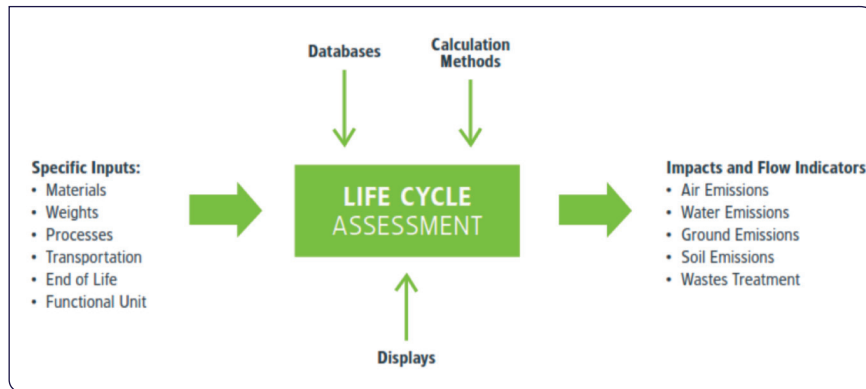 Databases
Calculation
Methods
Specific Inputs:
• Materials
• Weights
• Processes
• Transportation
• End of Life
• Functional Unit
LIFE CYCLE
ASSESSMENT
Impacts and Flow Indicators
• Air Emissions
• Water Emissions
• Ground Emissions
• Soil Emissions
• Wastes Treatment
Displays